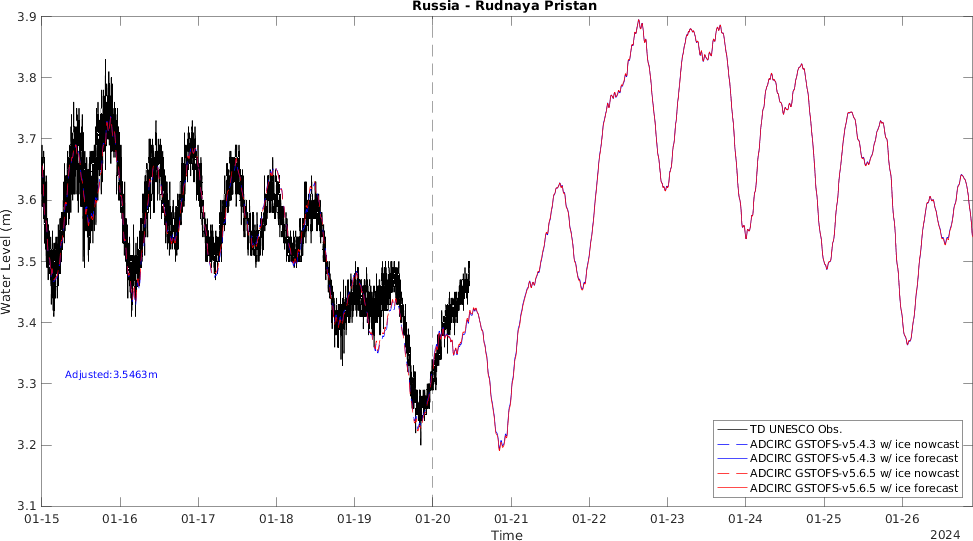 Russia - Rudnaya Pristan
3.9
3.8
3.7
3.6
3.5
3.4
3.3
3.2
3.1
Water Level (m)
Adjusted:3.5463m
TD UNESCO Obs.
ADCIRC GSTOFS-v5.4.3 w/ ice nowcast
ADCIRC GSTOFS-v5.4.3 w/ ice forecast
ADCIRC GSTOFS-v5.6.5 w/ ice nowcast
ADCIRC GSTOFS-v5.6.5 w/ ice forecast
01-15 01-16 01-17 01-18 01-19 01-20 01-21 01-22 01-23 01-24 01-25 01-26
Time
2024